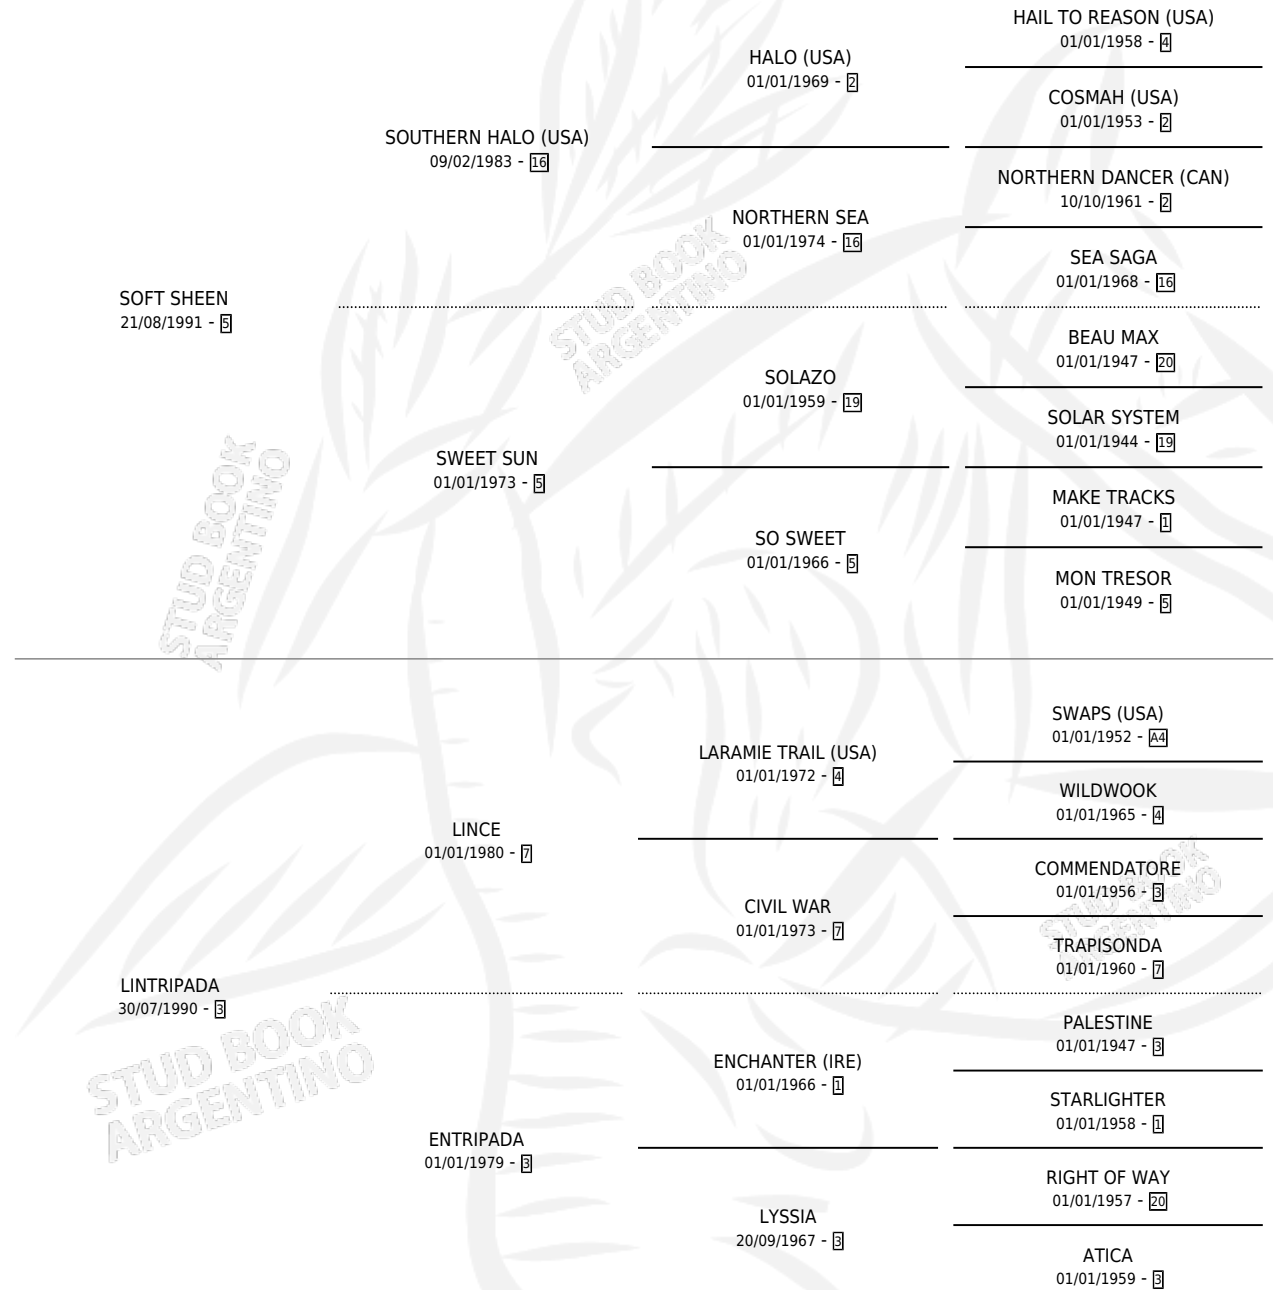 HAIL TO REASON (USA)
01/01/1958 - 4
HALO (USA)
01/01/1969 - 2
COSMAH (USA)
01/01/1953 - 2
SOUTHERN HALO (USA)
09/02/1983 - 16
NORTHERN DANCER (CAN)
10/10/1961 - 2
NORTHERN SEA
01/01/1974 - 16
SEA SAGA
01/01/1968 - 16
SOFT SHEEN
21/08/1991 - 5
STUD BOOK
ARGENTINO
BEAU MAX
01/01/1947 - 20
SOLAZO
01/01/1959 - 19
SOLAR SYSTEM
01/01/1944 - 19
SWEET SUN
01/01/1973 - 5
MAKE TRACKS
01/01/1947 - 1
SO SWEET
01/01/1966 - 5
MON TRESOR
01/01/1949 - 5
STUD BOOK
ARGENTINO
SWAPS (USA)
01/01/1952 - A4
LARAMIE TRAIL (USA)
01/01/1972 - 4
WILDWOOK
01/01/1965 - 4
LINCE
01/01/1980 - 7
COMMENDATORE
01/01/1956 - 3
CIVIL WAR
01/01/1973 - 7
TRAPISONDA
01/01/1960 - 7
STUD BOOK
ARGENTINO
LINTRIPADA
30/07/1990 - 3
PALESTINE
01/01/1947 - 3
ENCHANTER (IRE)
01/01/1966 - 1
STARLIGHTER
01/01/1958 - 1
STUD BOOK
ARGENTINO
ENTRIPADA
01/01/1979 - 3
RIGHT OF WAY
01/01/1957 - 20
LYSSIA
20/09/1967 - 3
ATICA
01/01/1959 - 3